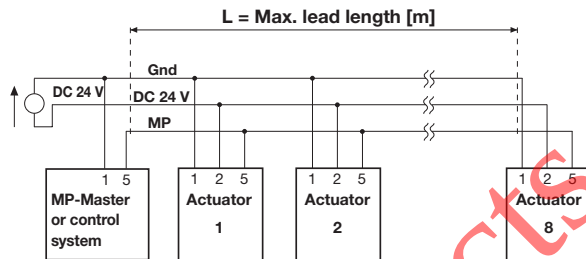 L = Max. lead length [m]
Gnd
DC 24 V
DC 24 V
MP
1 5
1 2 5
1 2 5
1 2 5
MP-Master
or control
system
Actuator
1
Actuator
2
Actuator
8